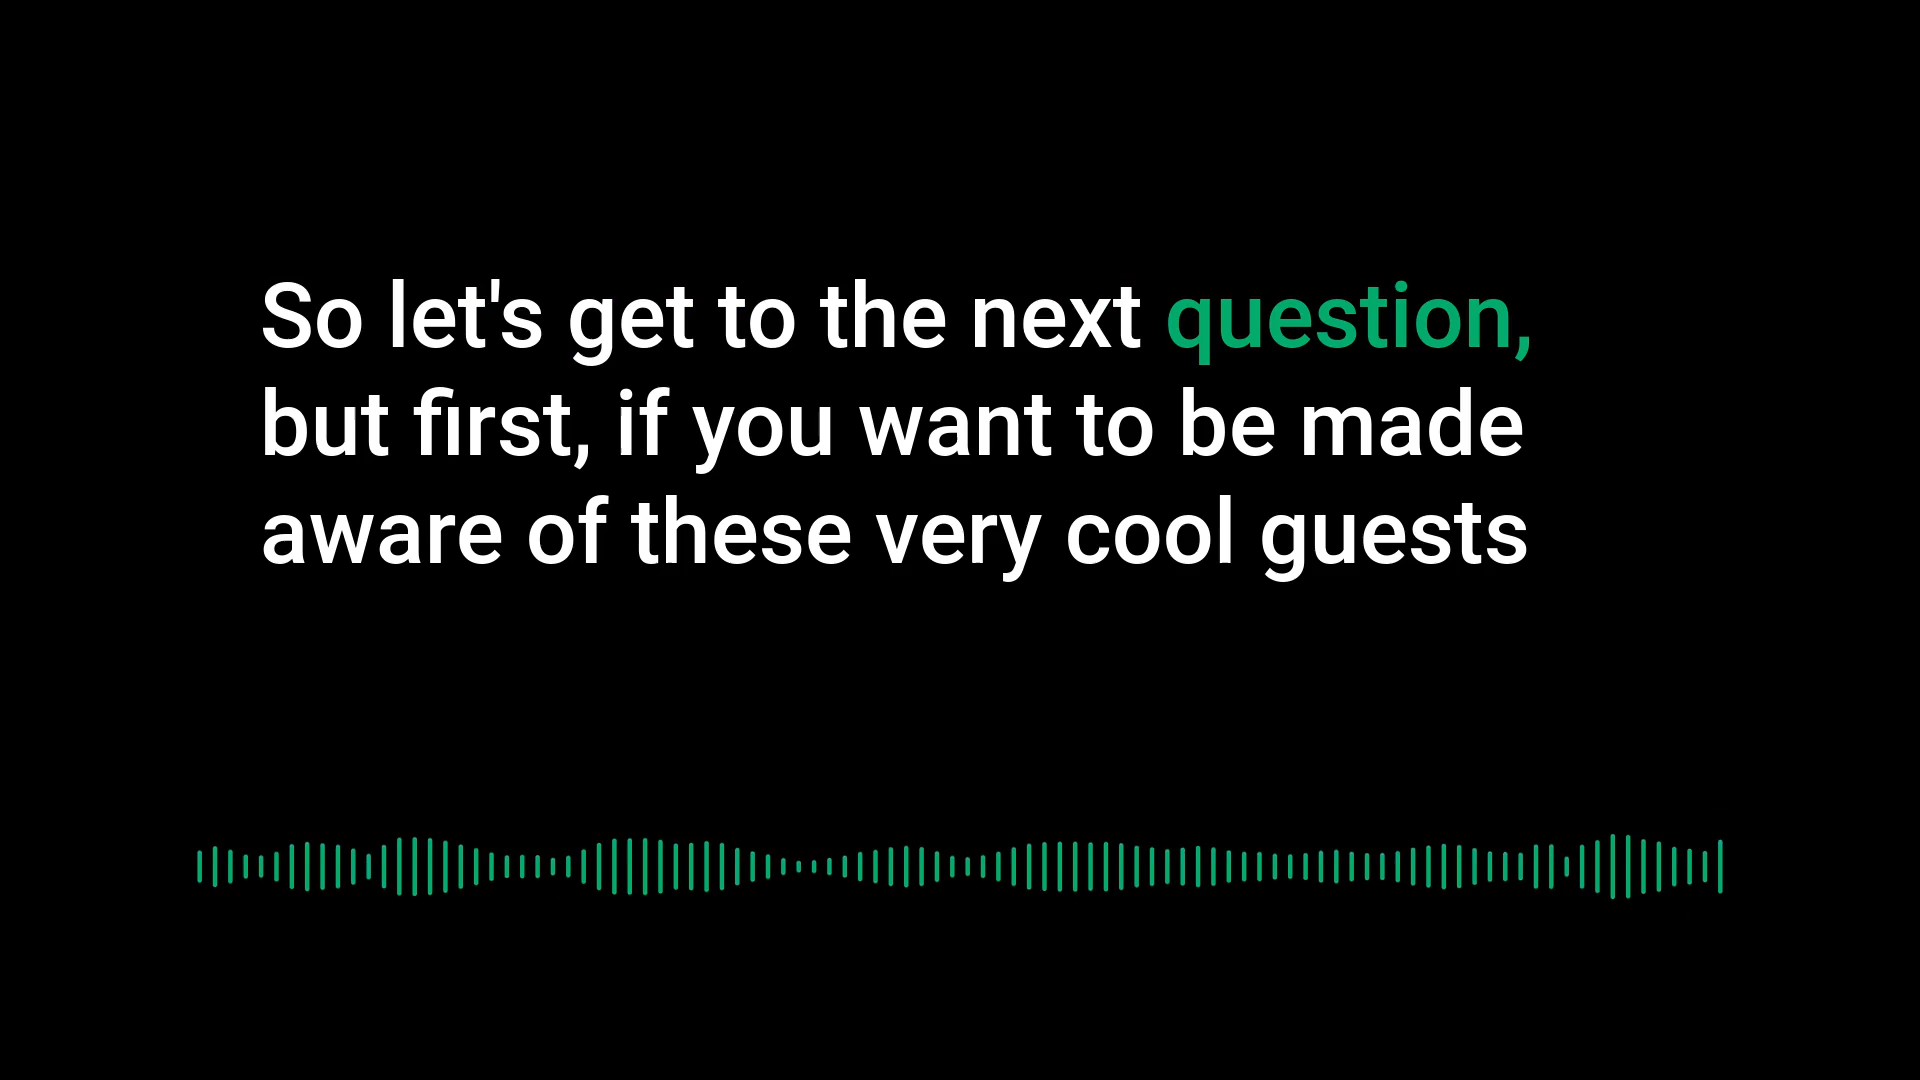 So let's get to the next question,
but first, if you want to be made
aware of these very cool guests